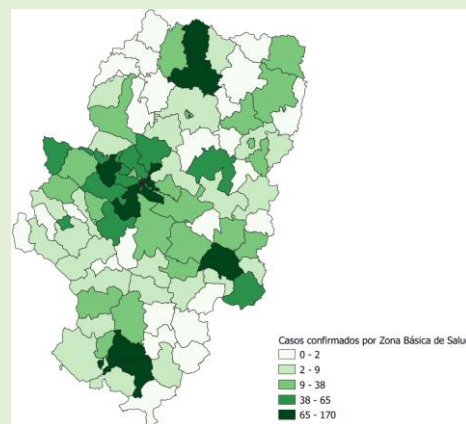 Casos confirmados por Zona Básica de Salud
0 - 2
2 - 9
9 - 38
38 - 65
65 - 170